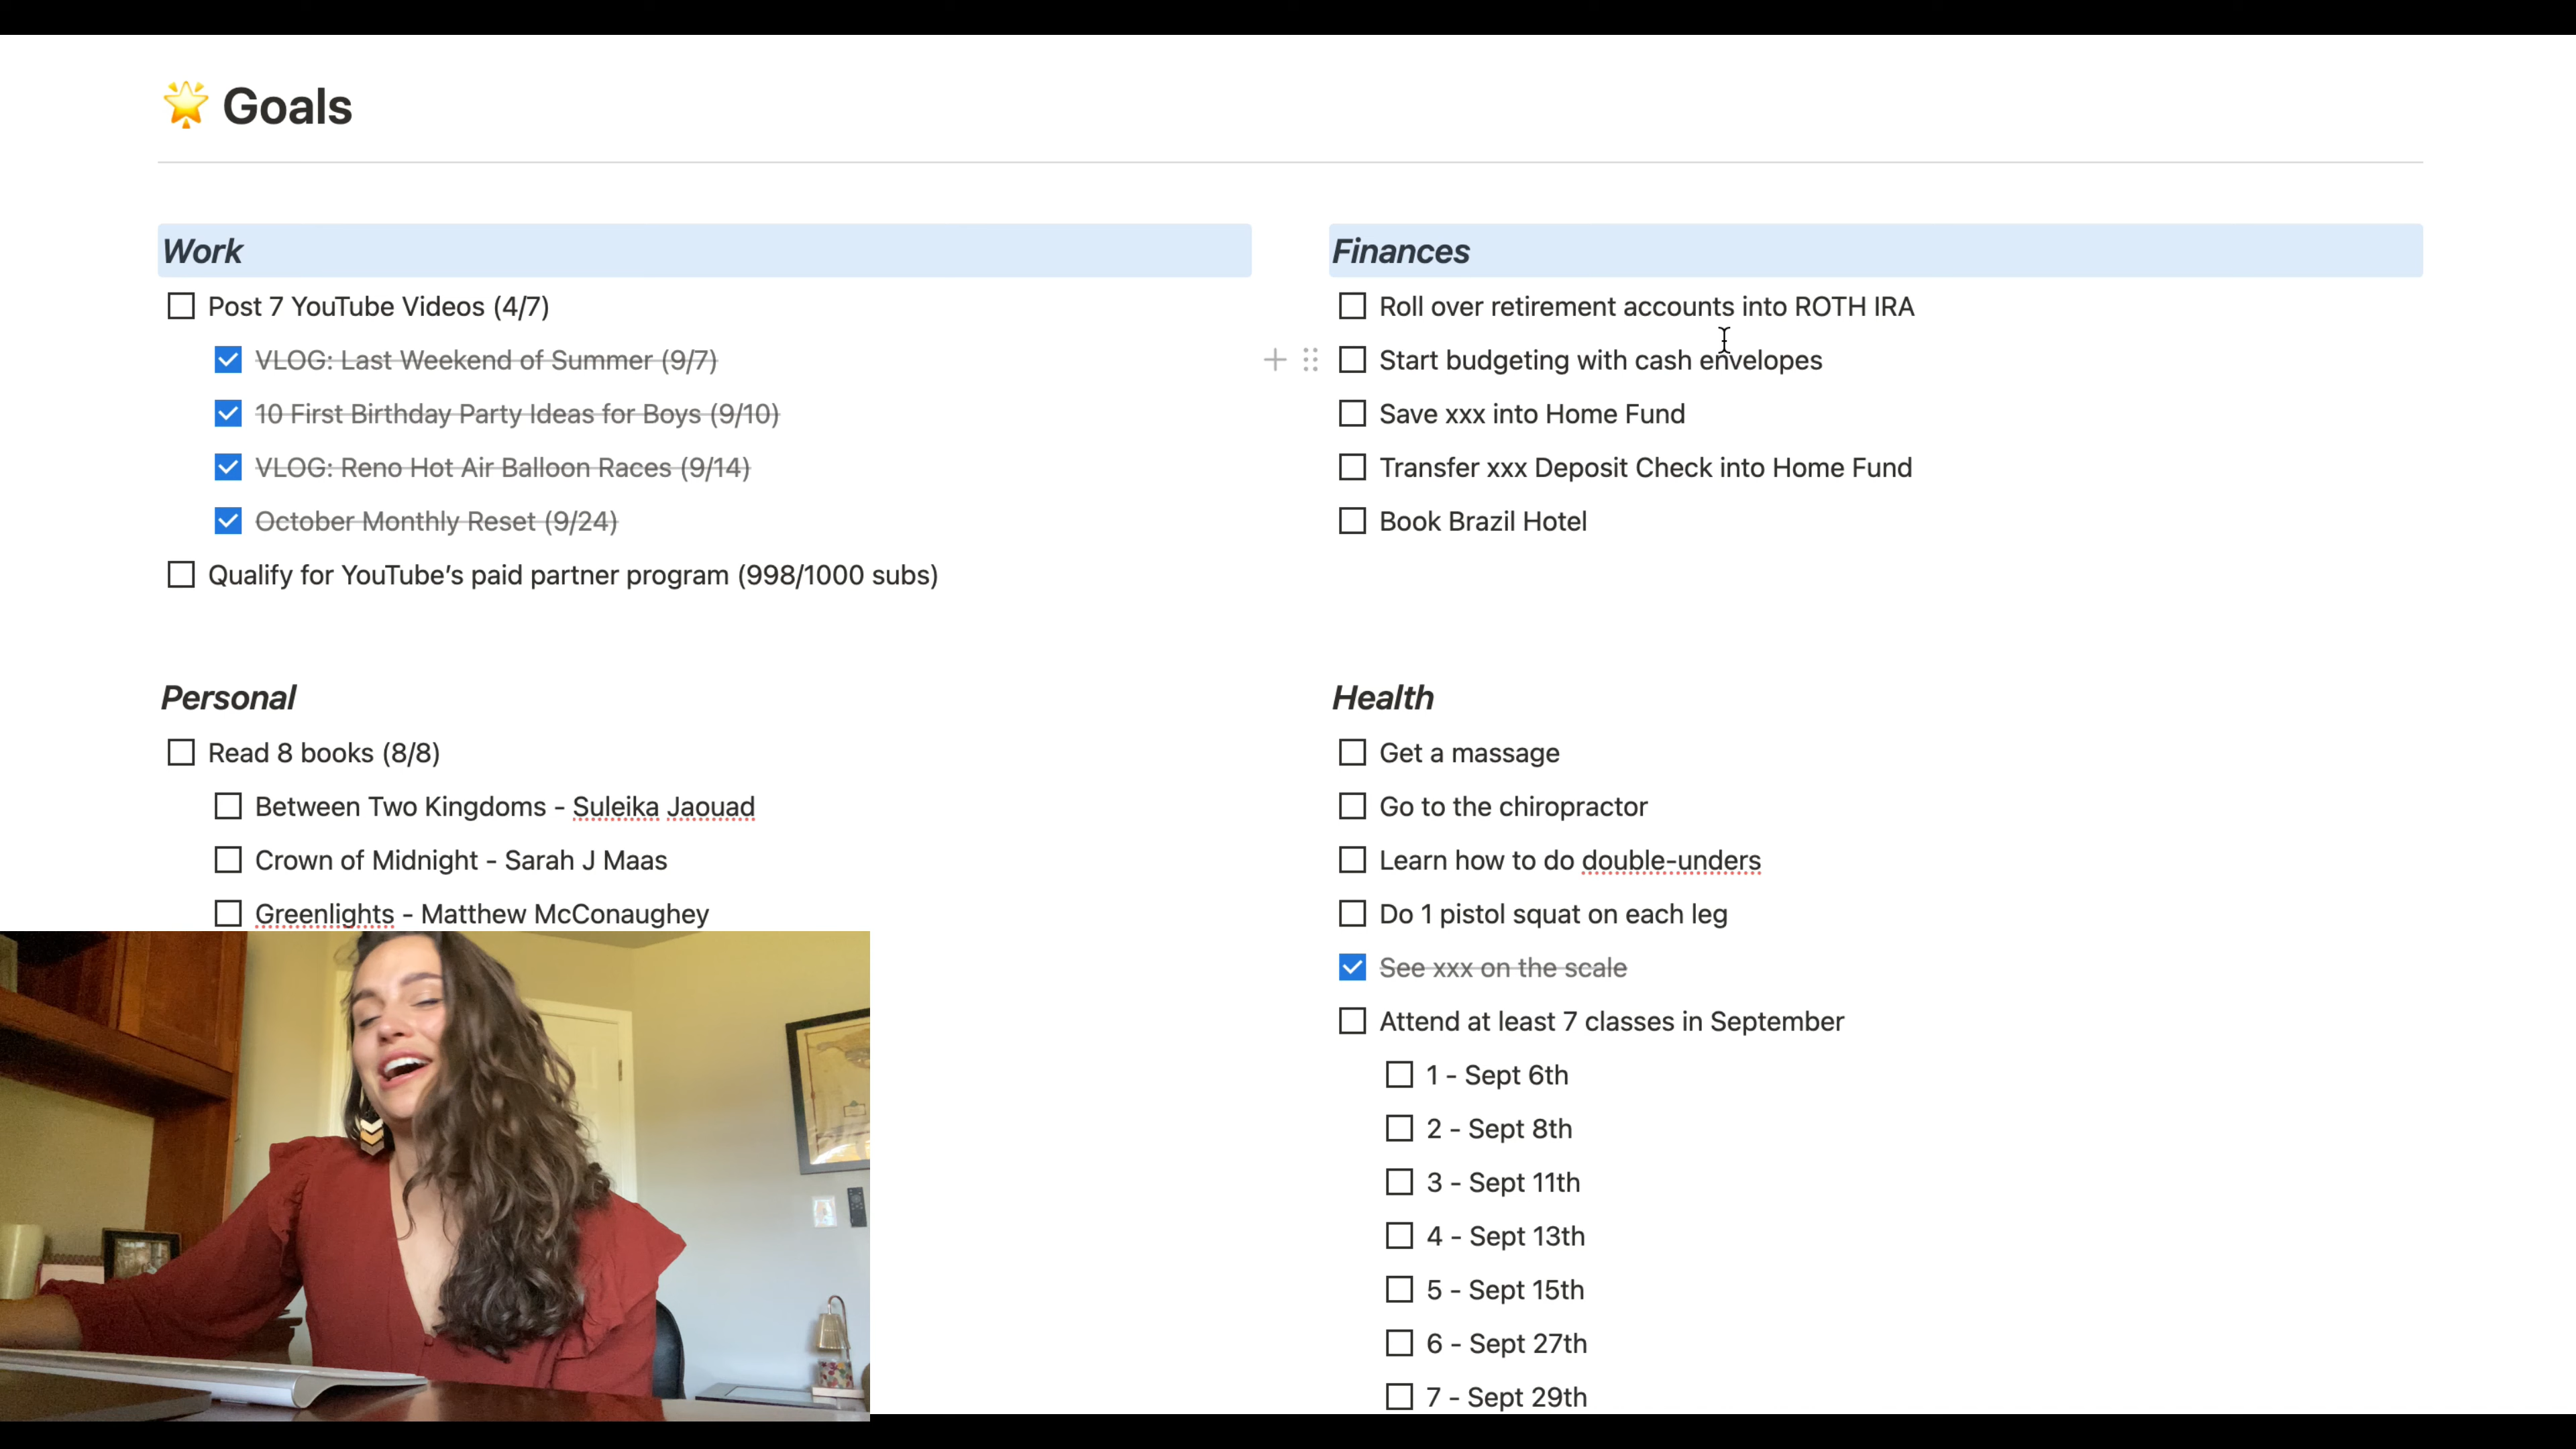 Goals
Work
Post 7 YouTube Videos (4/7)
VLOG: Last Weekend of Summer (9/7)
10 First Birthday Party Ideas for Boys (9/10)
VLOG: Reno Hot Air Balloon Races (9/14)
October Monthly Reset (9/24)
Qualify for YouTube’s paid partner program (998/1000 subs)
Finances
Roll over retirement accounts into ROTH IRA
Start budgeting with cash envelopes
Save xxx into Home Fund
Transfer xxx Deposit Check into Home Fund
Book Brazil Hotel
Personal
Read 8 books (8/8)
Between Two Kingdoms - Suleika Jaouad
Crown of Midnight - Sarah J Maas
Greenlights - Matthew McConaughey
Health
Get a massage
Go to the chiropractor
Learn how to do double-unders
Do 1 pistol squat on each leg
See xxx on the scale
Attend at least 7 classes in September
1 - Sept 6th
2 - Sept 8th
3 - Sept 11th
4 - Sept 13th
5 - Sept 15th
6 - Sept 27th
7 - Sept 29th